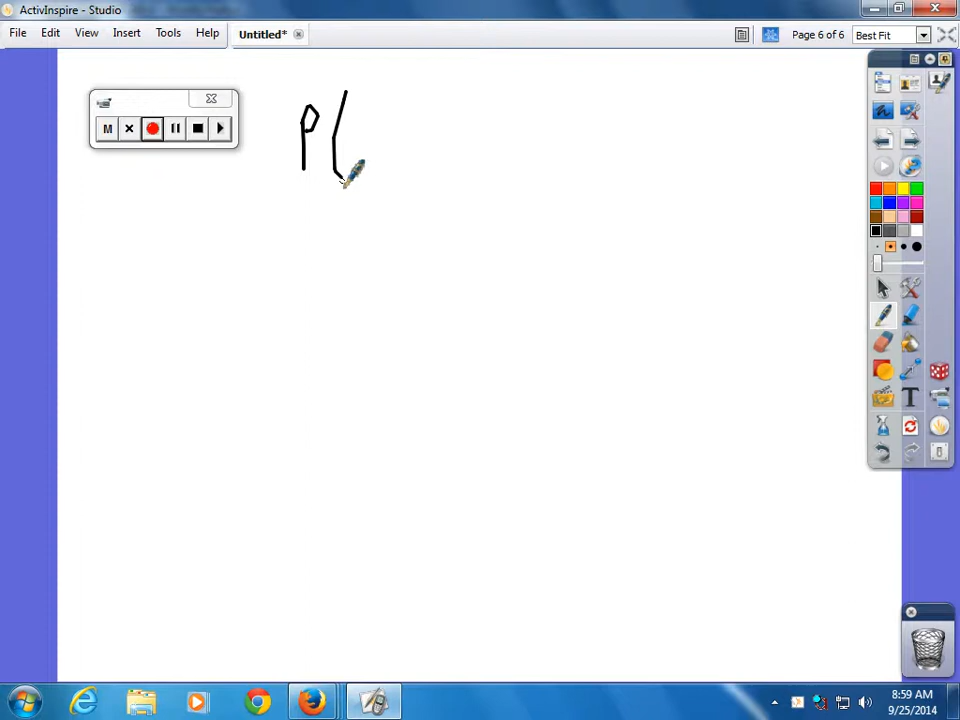 ActivInspire - Studio
File Edit View Insert Tools Help Untitled* Page 6 of 6 Best Fit
P(
M
T
8:59 AM
9/25/2014